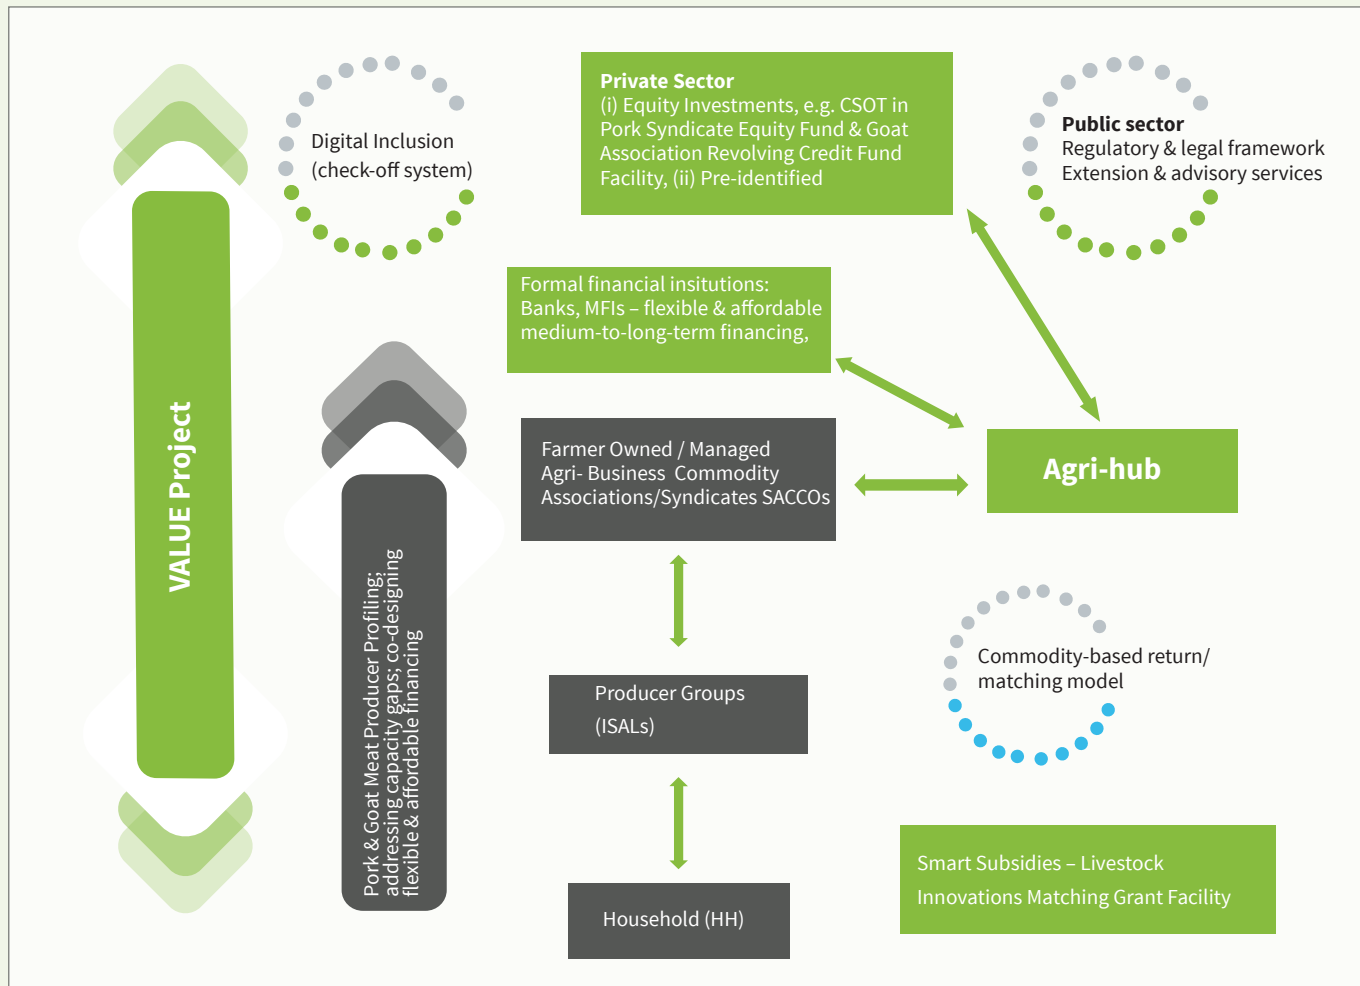 VALUE Project
Digital Inclusion
(check-off system)
Private Sector
(i) Equity Investments, e.g. CSOT in
Pork Syndicate Equity Fund & Goat
Association Revolving Credit Fund
Facility, (ii) Pre-identified
Public sector
Regulatory & legal framework
Extension & advisory services
Formal financial insitutions:
Banks, MFIs – flexible & affordable
medium-to-long-term financing,
Pork & Goat Meat Producer Profiling;
addressing capacity gaps; co-designing
flexible & affordable financing
Farmer Owned / Managed
Agri- Business Commodity
Associations/Syndicates SACCOs
Agri-hub
Producer Groups
(ISALs)
Commodity-based return/
matching model
Household (HH)
Smart Subsidies – Livestock
Innovations Matching Grant Facility